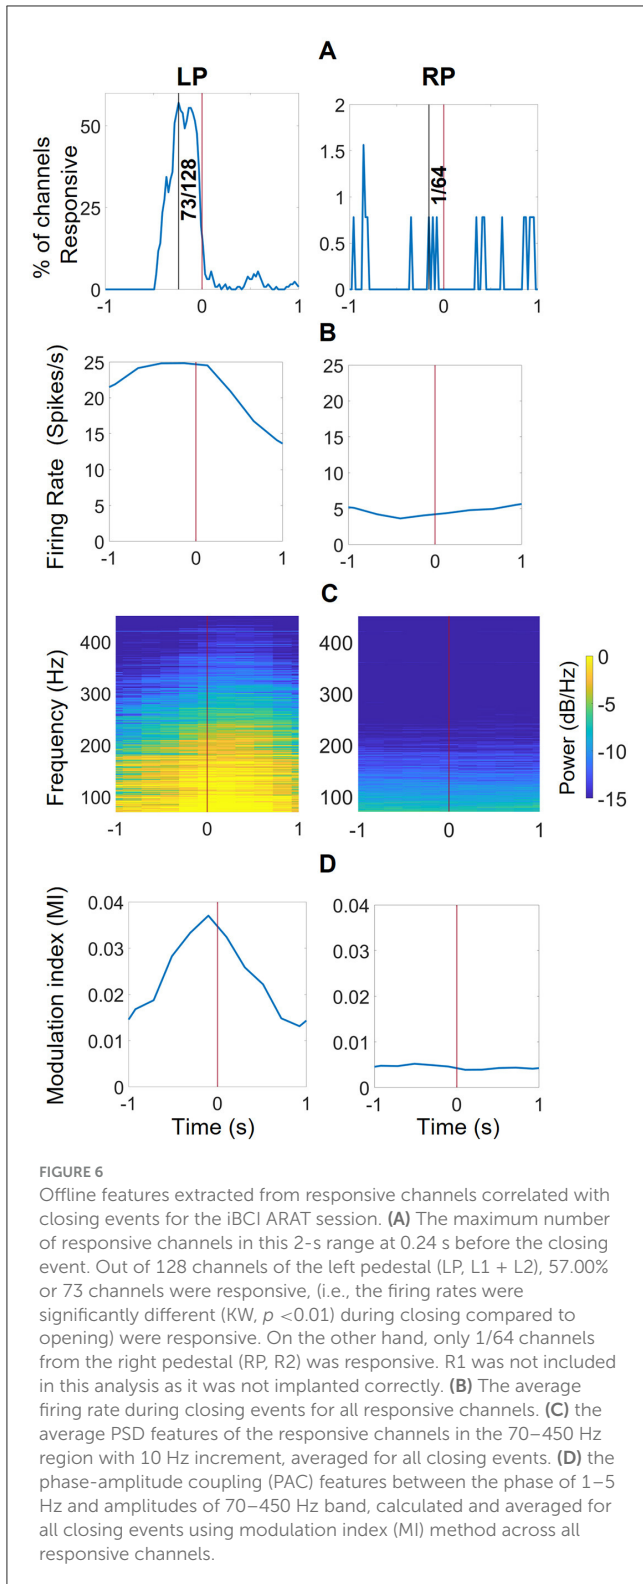 A
LP RP
% of channels
Responsive
50
25
0
-1 0 1
73/128
2
1.5
1
0.5
0
-1 0 1
1/64
B
Firing Rate (Spikes/s)
25
20
15
10
5
0
-1 0 1
25
20
15
10
5
0
-1 0 1
C
Frequency (Hz)
400
300
200
100
-1 0 1
400
300
200
100
-1 0 1
0
-5
-10
-15
Power (dB/Hz)
D
Modulation index (MI)
0.04
0.03
0.02
0.01
0
-1 0 1
Time (s)
0.04
0.03
0.02
0.01
0
-1 0 1
Time (s)
FIGURE 6
Offline features extracted from responsive channels correlated with
closing events for the iBCI ARAT session. (A) The maximum number
of responsive channels in this 2-s range at 0.24 s before the closing
event. Out of 128 channels of the left pedestal (LP, L1 + L2), 57.00%
or 73 channels were responsive, (i.e., the firing rates were
significantly different (KW, p <0.01) during closing compared to
opening) were responsive. On the other hand, only 1/64 channels
from the right pedestal (RP, R2) was responsive. R1 was not included
in this analysis as it was not implanted correctly. (B) The average
firing rate during closing events for all responsive channels. (C) the
average PSD features of the responsive channels in the 70–450 Hz
region with 10 Hz increment, averaged for all closing events. (D) the
phase-amplitude coupling (PAC) features between the phase of 1–5
Hz and amplitudes of 70–450 Hz band, calculated and averaged for
all closing events using modulation index (MI) method across all
responsive channels.